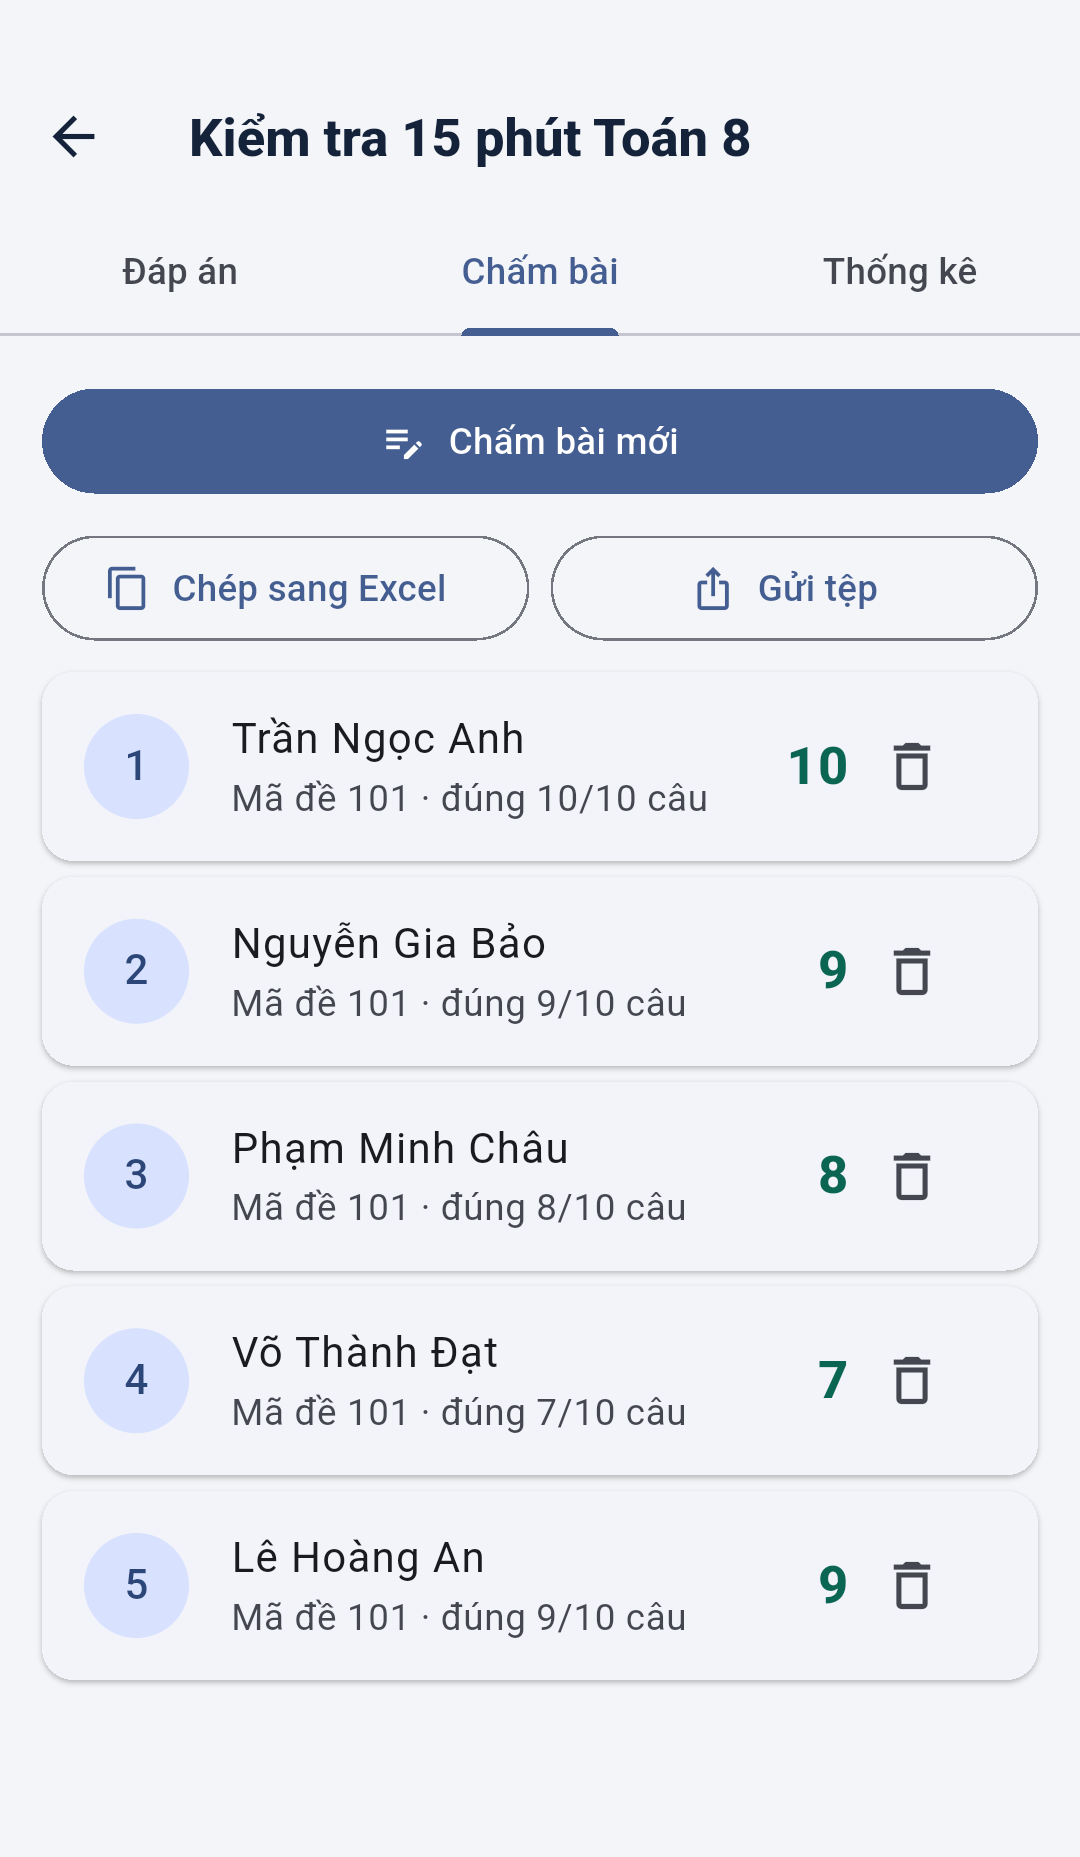 Kiểm tra 15 phút Toán 8
Đáp án
Chấm bài
Thống kê
Chấm bài mới
Chép sang Excel
Gửi tệp
1
Trần Ngọc Anh
Mã đề 101 · đúng 10/10 câu
10
2
Nguyễn Gia Bảo
Mã đề 101 · đúng 9/10 câu
9
3
Phạm Minh Châu
Mã đề 101 · đúng 8/10 câu
8
4
Võ Thành Đạt
Mã đề 101 · đúng 7/10 câu
7
5
Lê Hoàng An
Mã đề 101 · đúng 9/10 câu
9